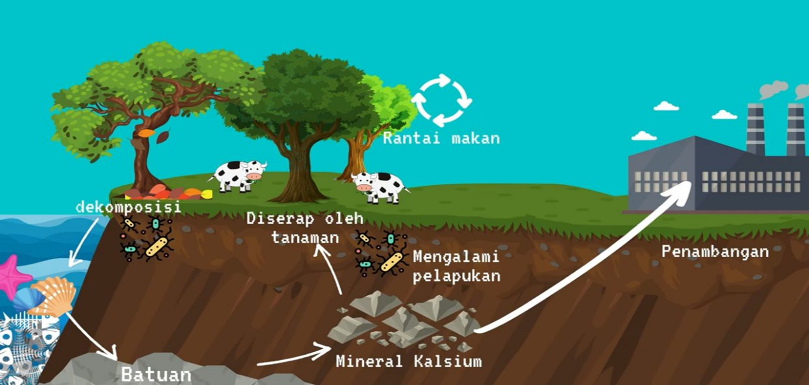 Rantai makan
dekomposisi
Diserap oleh
tanaman
Mengalami
pelapukan
Penambangan
Mineral Kalsium
Batuan